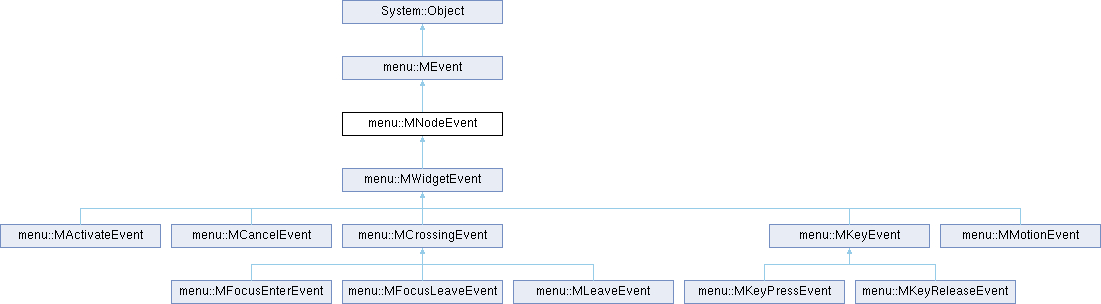 System::Object
menu::MEvent
menu::MNodeEvent
menu::MWidgetEvent
menu::MActivateEvent
menu::MCancelEvent
menu::MCrossingEvent
menu::MKeyEvent
menu::MMotionEvent
menu::MFocusEnterEvent
menu::MFocusLeaveEvent
menu::MLeaveEvent
menu::MKeyPressEvent
menu::MKeyReleaseEvent